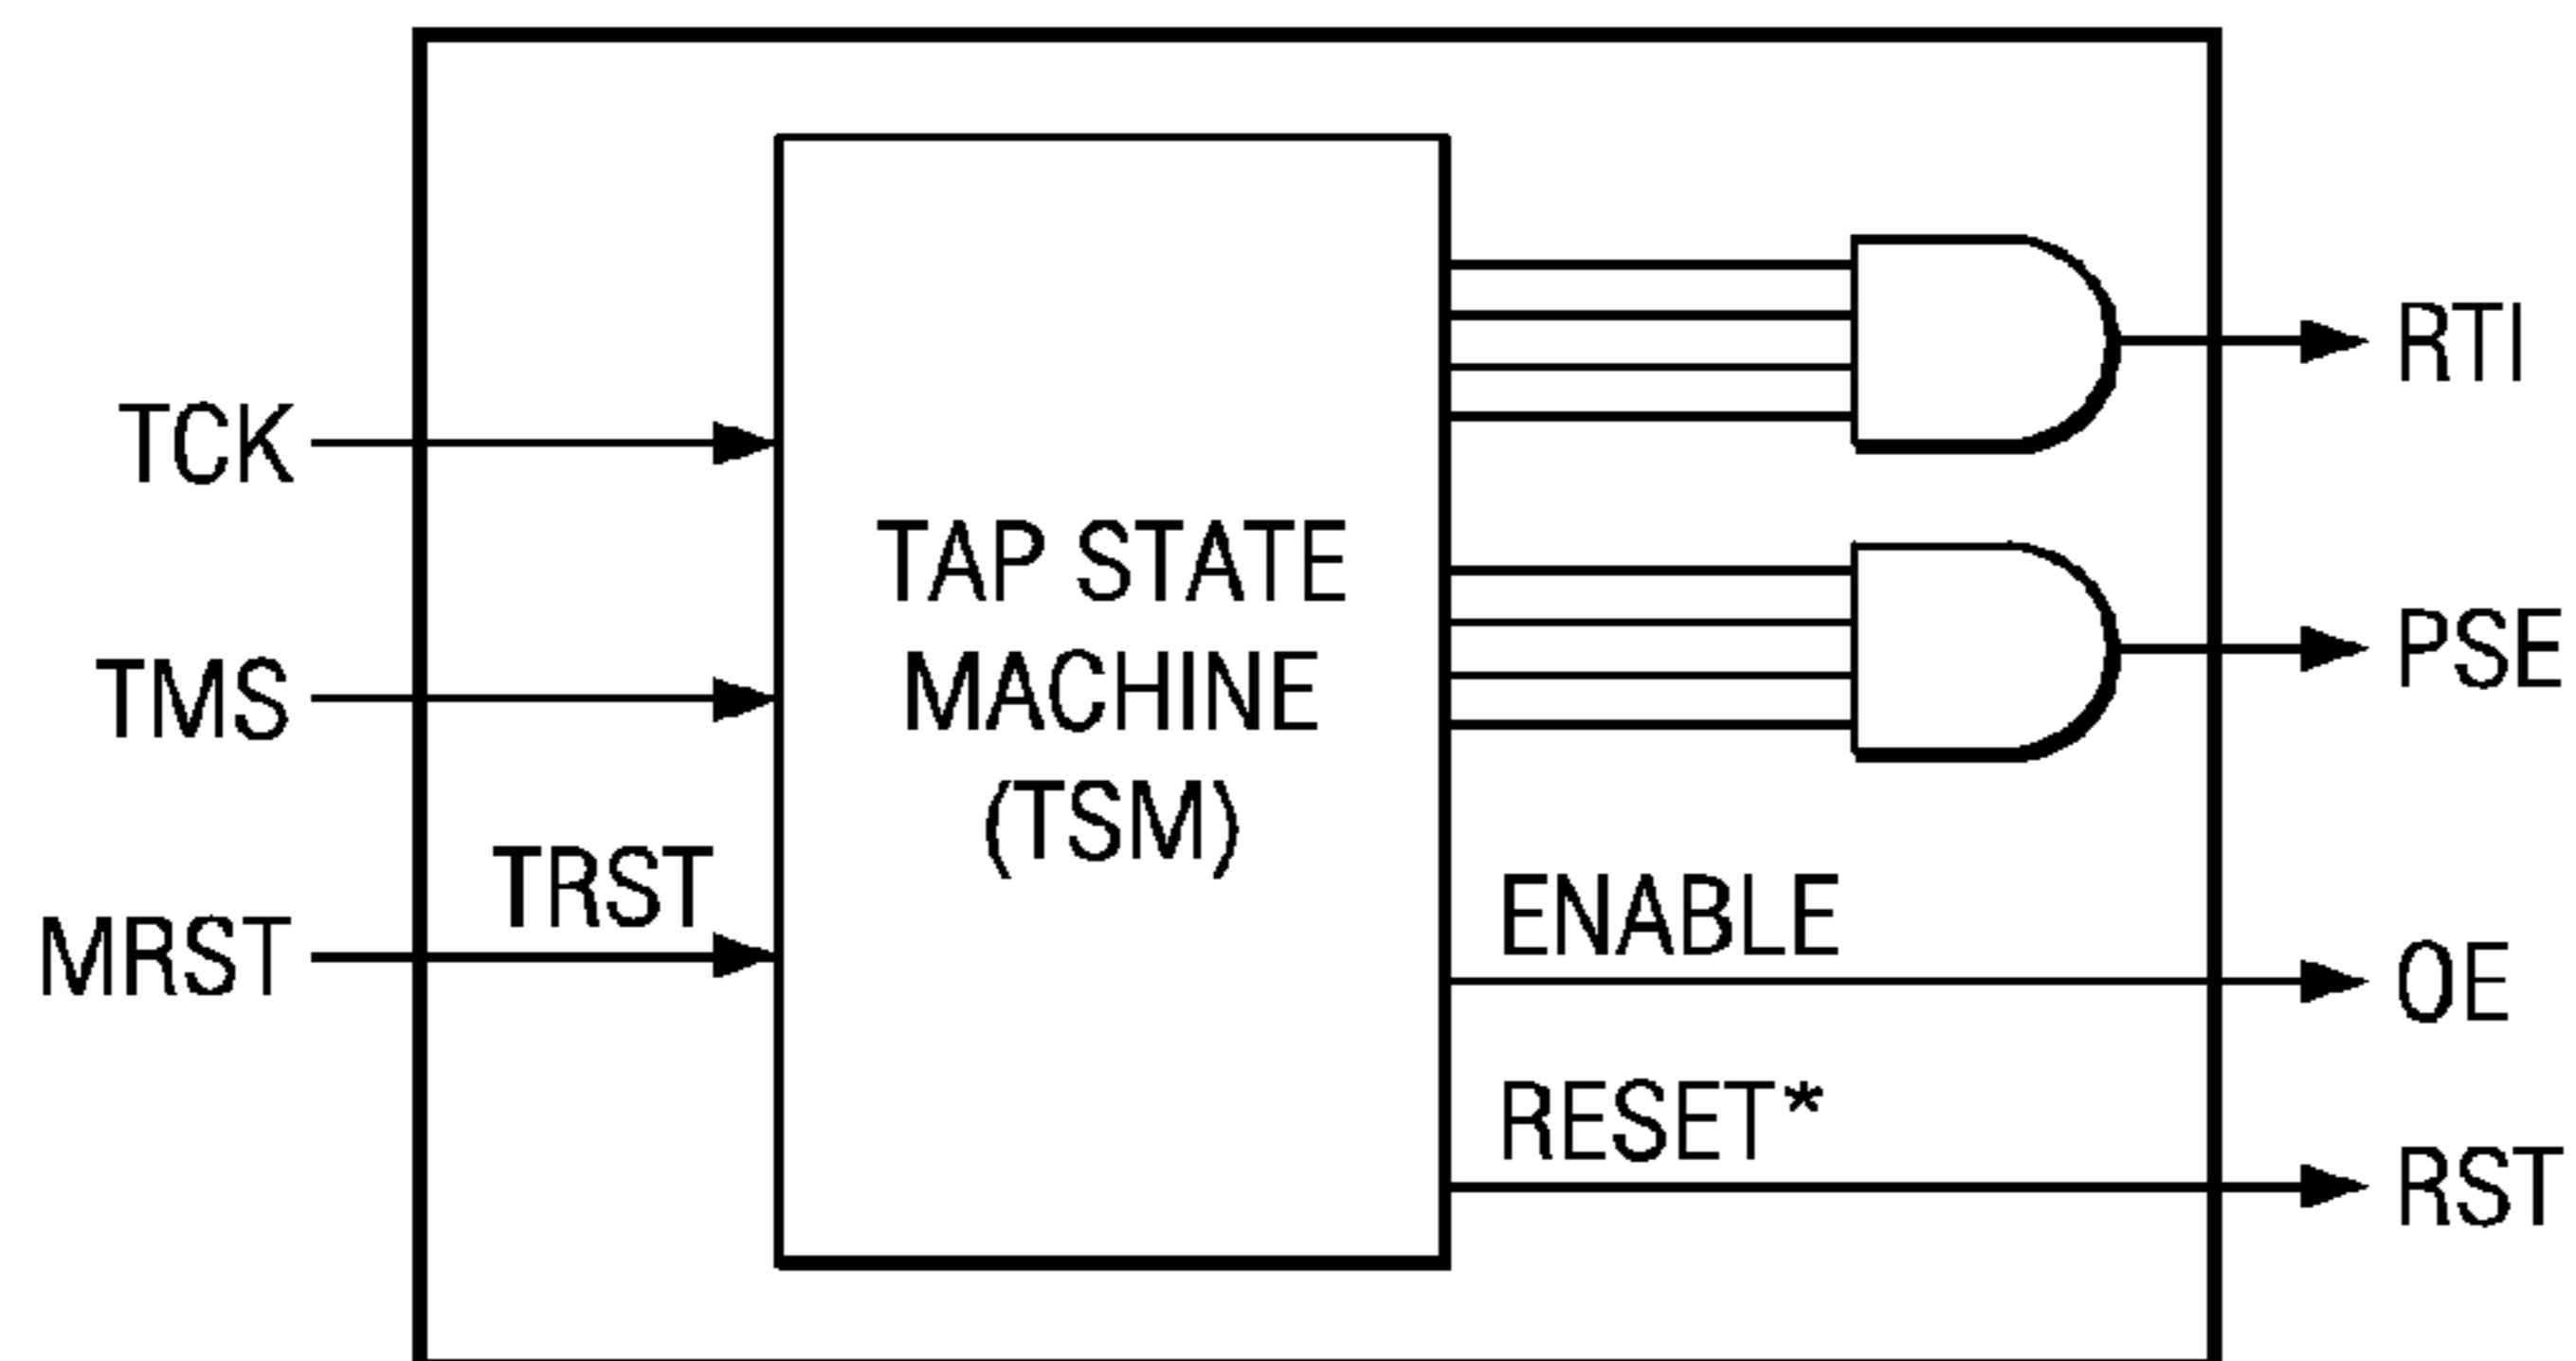 TCK
TMS
MRST
TRST
TAP STATE
MACHINE
(TSM)
ENABLE
RESET*
RTI
PSE
OE
RST